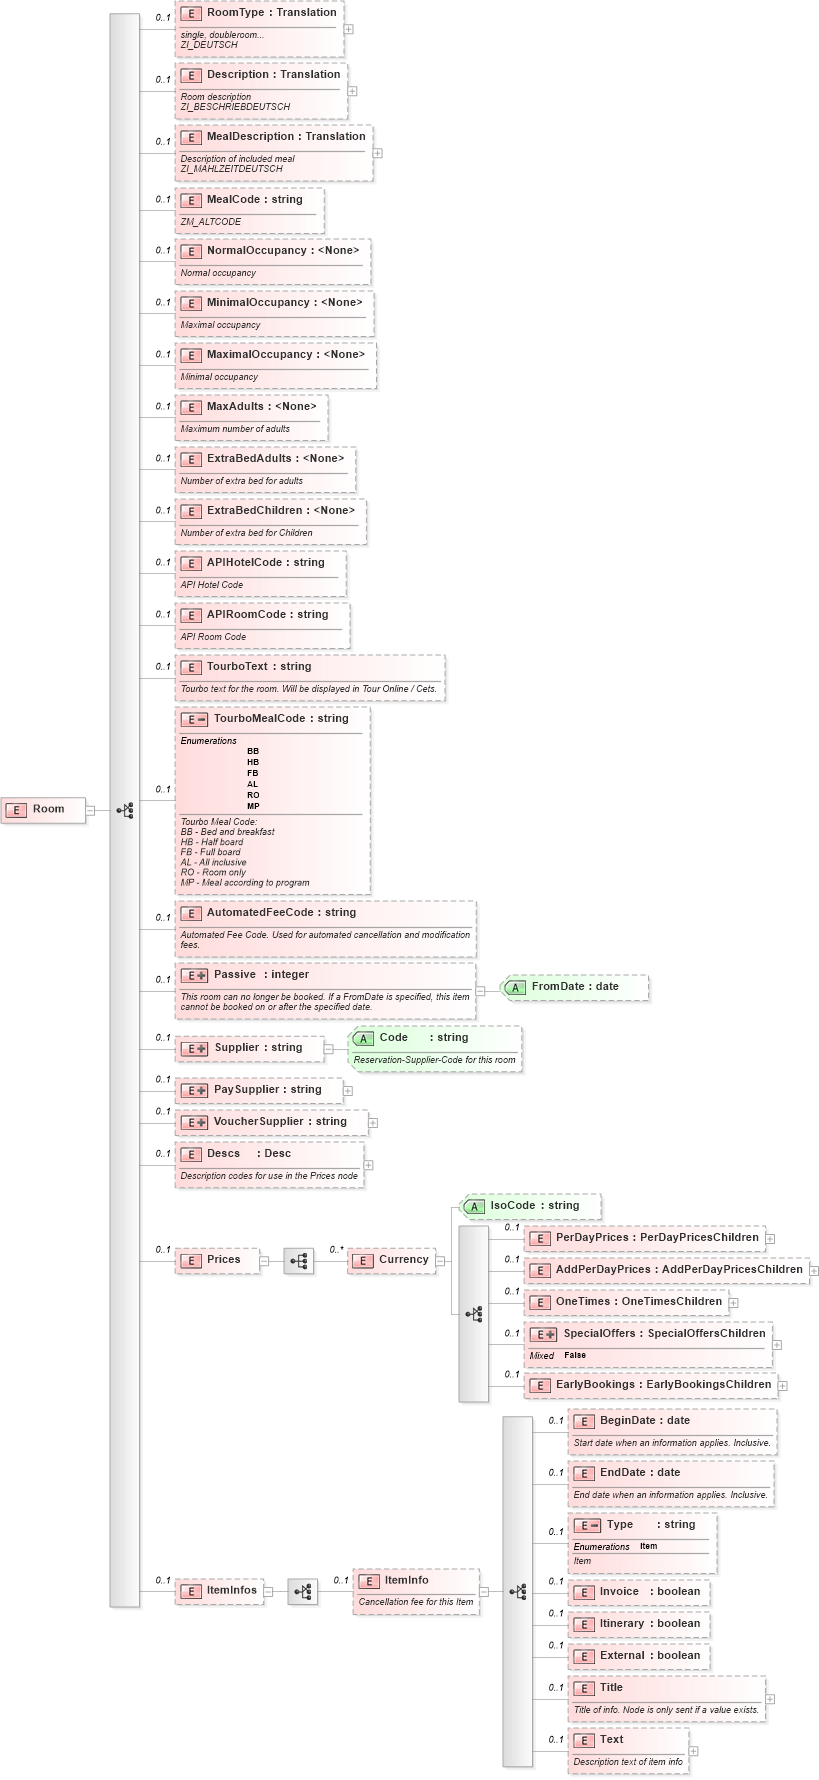 0..1
E RoomType : Translation
single, doubleroom...
ZI_DEUTSCH
0..1
E Description : Translation
Room description
ZI_BESCHRIEBDEUTSCH
0..1
E MealDescription : Translation
Description of included meal
ZI_MAHLZEITDEUTSCH
0..1
E MealCode : string
ZM_ALTCODE
0..1
E NormalOccupancy : <None>
Normal occupancy
0..1
E MinimalOccupancy : <None>
Maximal occupancy
0..1
E MaximalOccupancy : <None>
Minimal occupancy
0..1
E MaxAdults : <None>
Maximum number of adults
0..1
E ExtraBedAdults : <None>
Number of extra bed for adults
0..1
E ExtraBedChildren : <None>
Number of extra bed for Children
0..1
E APIHotelCode : string
API Hotel Code
0..1
E APIRoomCode : string
API Room Code
0..1
E TourboText : string
Tourbo text for the room. Will be displayed in Tour Online / Cets.
E TourboMealCode : string
Enumerations
BB
HB
FB
AL
0..1
RO
MP
E Room
Tourbo Meal Code:
BB - Bed and breakfast
HB - Half board
FB - Full board
AL - All inclusive
RO - Room only
MP - Meal according to program
0..1
E AutomatedFeeCode : string
Automated Fee Code. Used for automated cancellation and modification
fees.
0..1
E Passive : integer
This room can no longer be booked. If a FromDate is specified, this item
cannot be booked on or after the specified date.
A FromDate : date
0..1
E Supplier : string
A Code : string
Reservation-Supplier-Code for this room
0..1
E PaySupplier : string
0..1
E VoucherSupplier : string
0..1
E Descs : Desc
Description codes for use in the Prices node
0..1
E Prices
0..*
E Currency
A IsoCode : string
0..1
E PerDayPrices : PerDayPricesChildren
0..1
E AddPerDayPrices : AddPerDayPricesChildren
0..1
E OneTimes : OneTimesChildren
0..1
E SpecialOffers : SpecialOffersChildren
Mixed False
0..1
E EarlyBookings : EarlyBookingsChildren
0..1
E ItemInfos
0..1
E ItemInfo
Cancellation fee for this Item
0..1
E BeginDate : date
Start date when an information applies. Inclusive.
0..1
E EndDate : date
End date when an information applies. Inclusive.
0..1
E Type : string
Enumerations Item
Item
0..1
E Invoice : boolean
0..1
E Itinerary : boolean
0..1
E External : boolean
0..1
E Title
Title of info. Node is only sent if a value exists.
0..1
E Text
Description text of item info